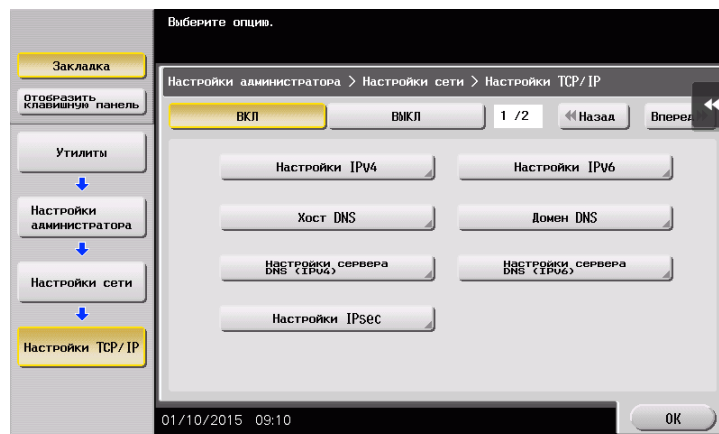 Выберите опцию.
Закладка
Отобразить
клавишную панель
Настройки администратора > Настройки сети > Настройки TCP/IP
ВКЛ
ВЫКЛ
1 /2
Назад
Вперед
Утилиты
Настройки
администратора
Настройки сети
Настройки TCP/IP
Настройки IPv4
Настройки IPv6
Хост DNS
Домен DNS
Настройки сервера
DNS (IPv4)
Настройки сервера
DNS (IPv6)
Настройки IPsec
01/10/2015 09:10
OK